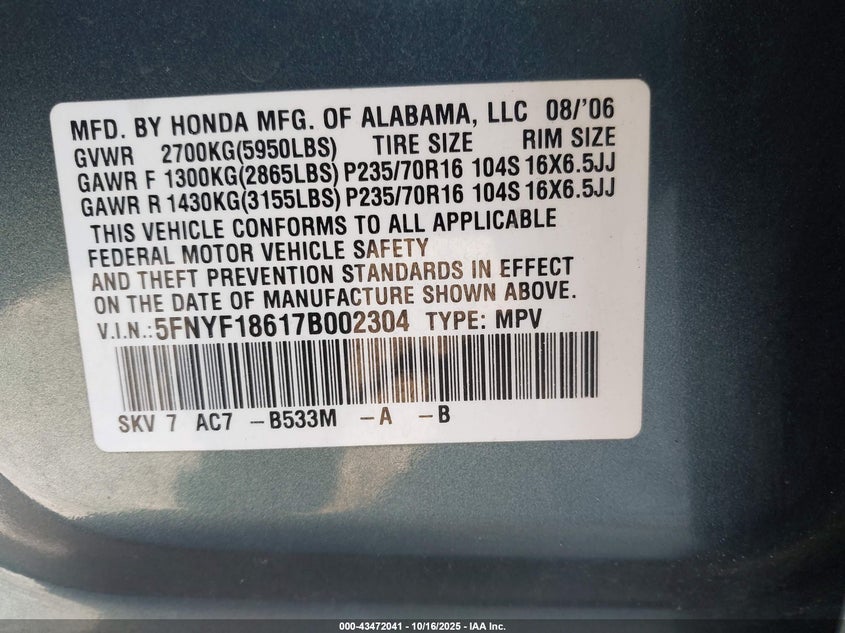 MFD. BY HONDA MFG. OF ALABAMA, LLC 08/'06
GVWR 2700KG(5950LBS) TIRE SIZE RIM SIZE
GAWR F 1300KG(2865LBS) P235/70R16 104S 16X6.5JJ
GAWR R 1430KG(3155LBS) P235/70R16 104S 16X6.5JJ
THIS VEHICLE CONFORMS TO ALL APPLICABLE
FEDERAL MOTOR VEHICLE SAFETY
AND THEFT PREVENTION STANDARDS IN EFFECT
ON THE DATE OF MANUFACTURE SHOWN ABOVE.
V.I.N.: 5FNYF18617B002304 TYPE: MPV
SKV 7 AC7 -B533M -A -B
000-43472041 - 10/16/2025 - IAA Inc.